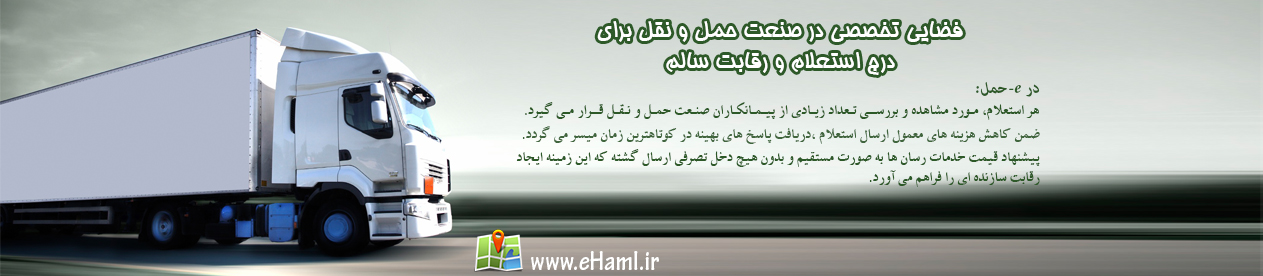 فضایی تخصصی در صنعت حمل و نقل برای
درج استعلام و رقابت سالم
در e-حمل:
هر استعلام، مورد مشاهده و بررسی تعداد زیادی از پیمانکاران صنعت حمل و نقل قرار می گیرد.
ضمن کاهش هزینه های معمول ارسال استعلام ،دریافت پاسخ های بهینه در کوتاهترین زمان میسر می گردد.
پیشنهاد قیمت خدمات رسان ها به صورت مستقیم و بدون هیچ دخل تصرفی ارسال گشته که این زمینه ایجاد
رقابت سازنده ای را فراهم می آورد.
www.eHaml.ir